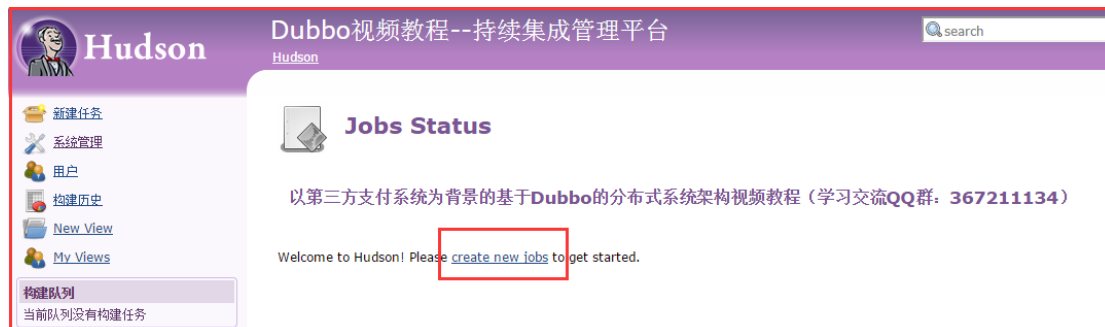 Hudson
Dubbo视频教程--持续集成管理平台
search
Hudson
新建任务
系统管理
用户
构建历史
New View
My Views
构建队列
当前队列没有构建任务
Jobs Status
以第三方支付系统为背景的基于Dubbo的分布式系统架构视频教程（学习交流QQ群：367211134）
Welcome to Hudson! Please create new jobs to get started.